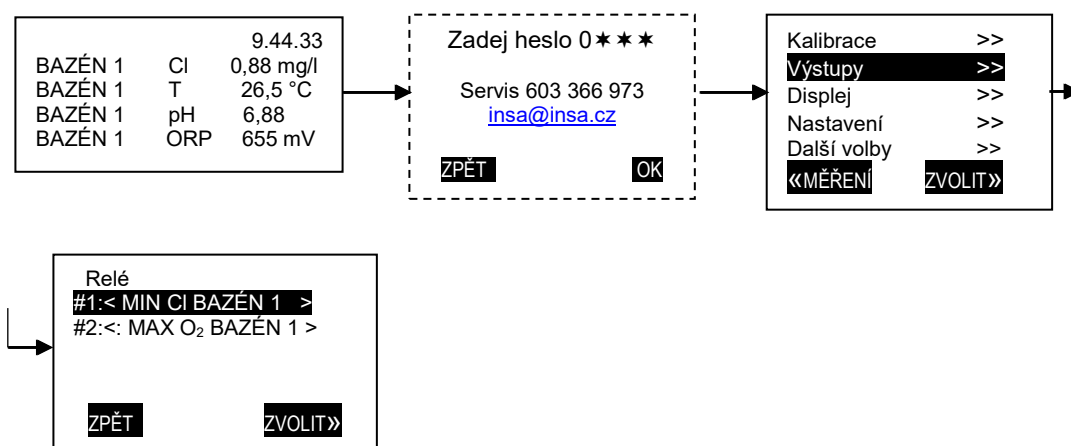 9.44.33
BAZÉN 1 Cl 0,88 mg/l
BAZÉN 1 T 26,5 °C
BAZÉN 1 pH 6,88
BAZÉN 1 ORP 655 mV
Zadej heslo 0✶✶✶
Servis 603 366 973
insa@insa.cz
ZPĚT OK
Kalibrace >>
Výstupy >>
Displej >>
Nastavení >>
Další volby >>
«MĚŘENÍ ZVOLIT»
Relé
#1:< MIN Cl BAZÉN 1 >
#2:<: MAX O₂ BAZÉN 1 >
ZPĚT ZVOLIT»